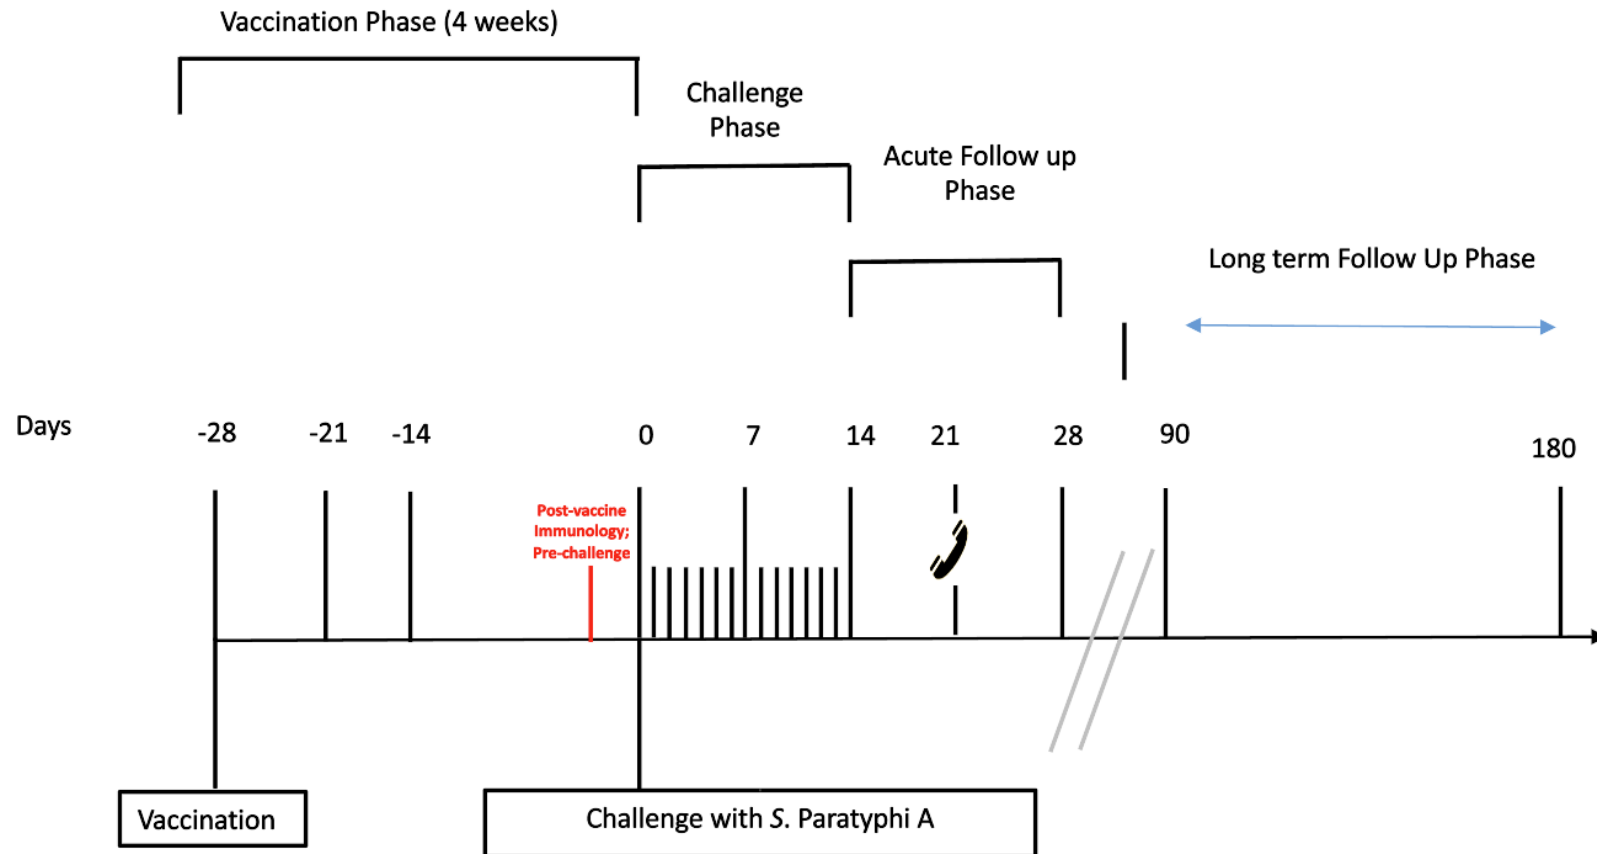 Vaccination Phase (4 weeks)
Challenge
Phase
Acute Follow up
Phase
Long term Follow Up Phase
Days
-28
-21
-14
0
7
14
21
28
90
180
Post-vaccine
Immunology;
Pre-challenge
Vaccination
Challenge with S. Paratyphi A